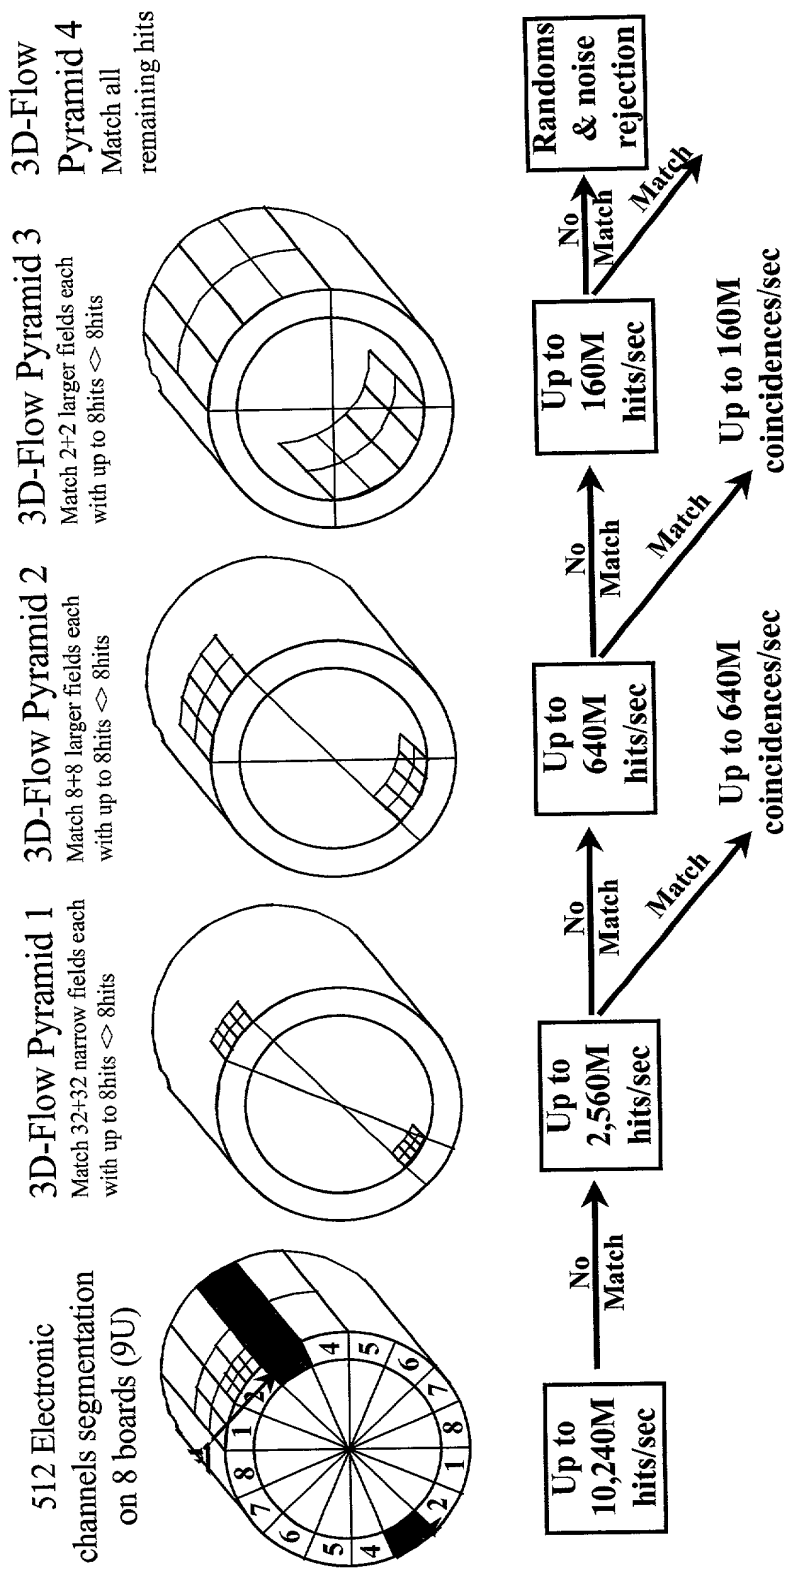 512 Electronic
channels segmentation
on 8 boards (9U)
1
2
4
5
6
7
8
1
2
4
5
6
7
8
3D-Flow Pyramid 1
Match 32+32 narrow fields each
with up to 8hits <> 8hits
3D-Flow Pyramid 2
Match 8+8 larger fields each
with up to 8hits <> 8hits
3D-Flow Pyramid 3
Match 2+2 larger fields each
with up to 8hits <> 8hits
3D-Flow
Pyramid 4
Match all
remaining hits
Up to
10,240M
hits/sec
No
Match
Up to
2,560M
hits/sec
No
Match
Match
Up to 640M
coincidences/sec
Up to
640M
hits/sec
No
Match
Match
Up to 160M
coincidences/sec
Up to
160M
hits/sec
No
Match
Match
Randoms
& noise
rejection